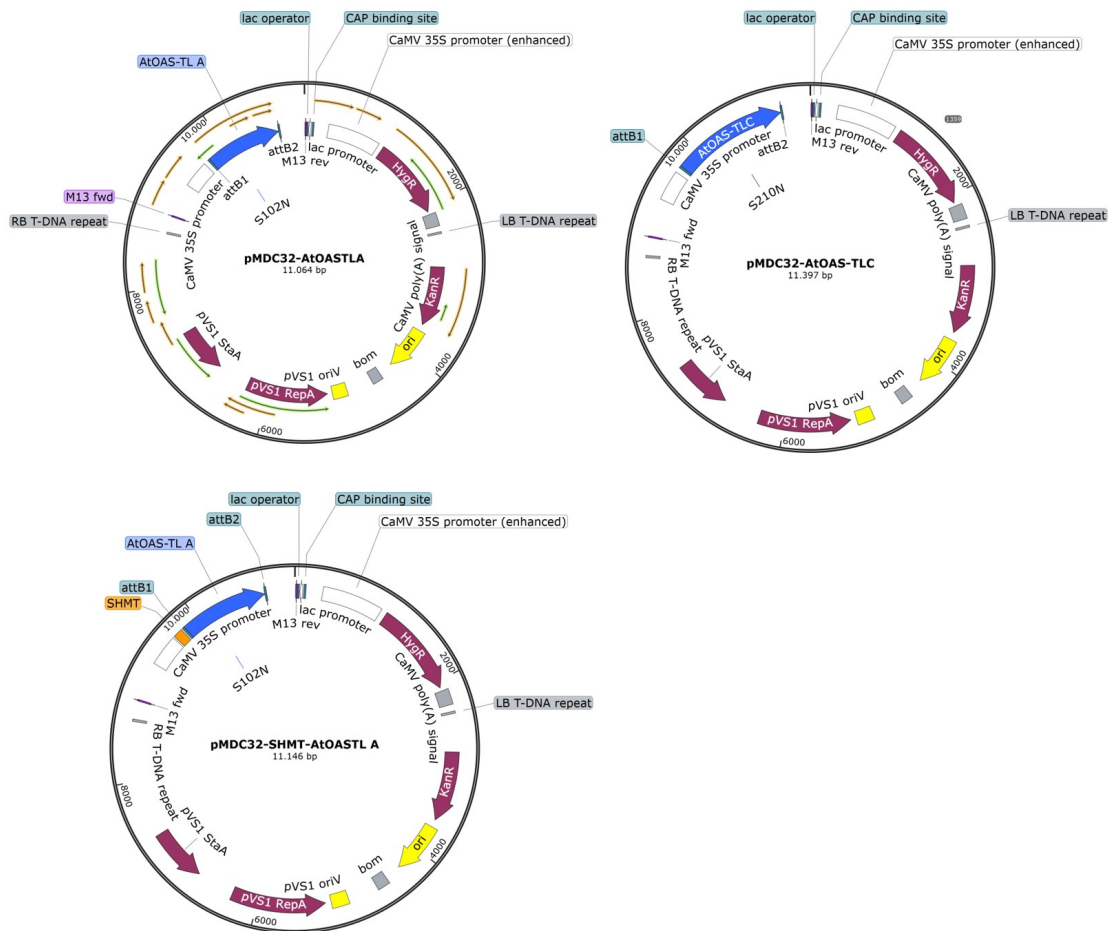 lac operator
CAP binding site
CaMV 35S promoter (enhanced)
AtOAS-TL A
10.000
attB2
M13 rev
lac promoter
HygR
2000
attB1
S102N
CaMV 35S promoter
M13 fwd
RB T-DNA repeat
LB T-DNA repeat
CaMV poly(A) signal
pMDC32-AtOASTLA
11.064 bp
KanR
8000
pVS1 StaA
ori
4000
bom
pVS1 oriV
pVS1 RepA
6000
lac operator
CAP binding site
CaMV 35S promoter (enhanced)
1359
attB1
10.000
AtOAS-TLC
attB2
lac promoter
M13 rev
HygR
2000
CaMV 35S promoter
S210N
CaMV poly(A) signal
LB T-DNA repeat
M13 fwd
RB T-DNA repeat
pMDC32-AtOAS-TLC
11.397 bp
KanR
8000
pVS1 StaA
ori
4000
bom
pVS1 oriV
pVS1 RepA
6000
lac operator
CAP binding site
attB2
CaMV 35S promoter (enhanced)
AtOAS-TL A
attB1
SHMT
10.000
lac promoter
M13 rev
HygR
2000
CaMV 35S promoter
S102N
CaMV poly(A) signal
LB T-DNA repeat
M13 fwd
RB T-DNA repeat
pMDC32-SHMT-AtOASTL A
11.146 bp
KanR
8000
pVS1 StaA
ori
4000
bom
pVS1 oriV
pVS1 RepA
6000